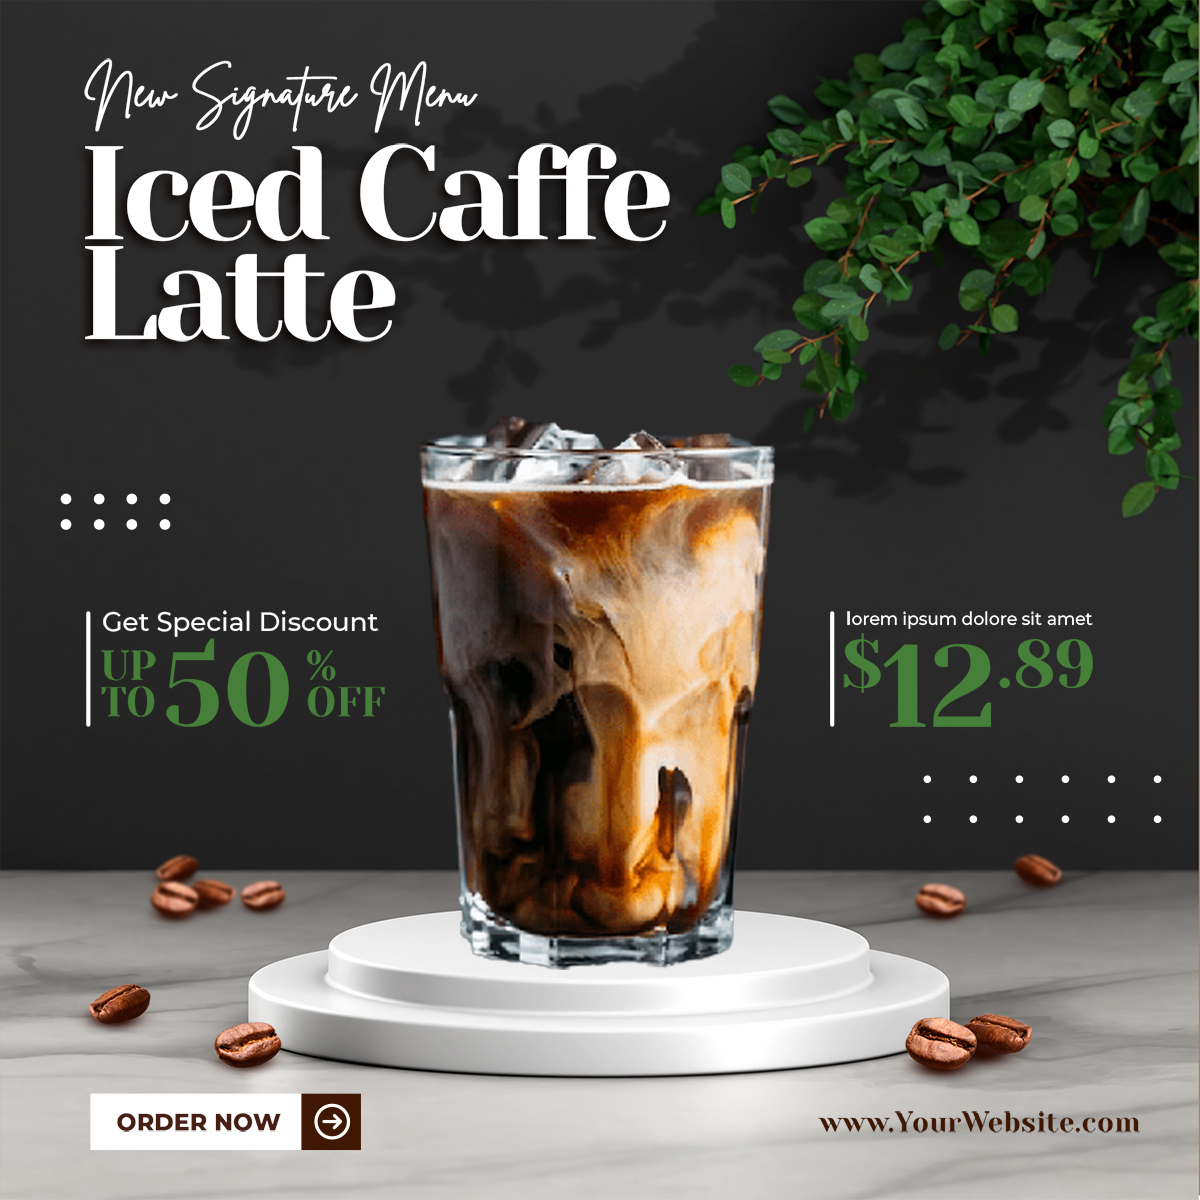 New Signature Menu
Iced Caffe
Latte
Get Special Discount
UP TO 50 % OFF
lorem ipsum dolore sit amet
$12.89
ORDER NOW
www.YourWebsite.com